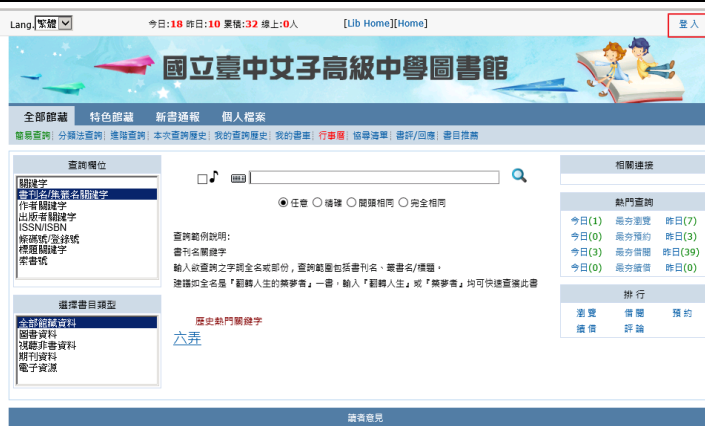 Lang. 繁體 今日:18 昨日:10 累積:32 線上:0人 [Lib Home][Home] 登入
國立臺中女子高級中學圖書館
全部館藏 特色館藏 新書通報 個人檔案
簡易查詢| 分類法查詢| 進階查詢| 本次查詢歷史| 我的查詢歷史| 我的書車| 行事曆| 協尋清單| 書評/回應| 書目推薦
查詢欄位
關鍵字
書刊名/集叢名關鍵字
作者關鍵字
出版者關鍵字
ISSN/ISBN
條碼號/登錄號
標題關鍵字
索書號
選擇書目類型
全部館藏資料
圖書資料
視聽非書資料
期刊資料
電子資源
任意 精確 開頭相同 完全相同
查詢範例說明:
書刊名關鍵字
輸入欲查詢之字詞全名或部份,查詢範圍包括書刊名、叢書名/標題。
建議如全名是『翻轉人生的築夢者』一書,輸入『翻轉人生』或『築夢者』均可快速查獲此書
歷史熱門關鍵字
六弄
相關連接
熱門查詢
今日(1) 最夯瀏覽 昨日(7)
今日(0) 最夯預約 昨日(3)
今日(3) 最夯借閱 昨日(39)
今日(0) 最夯續借 昨日(0)
排 行
瀏覽 借閱 預約
續借 評論
讀者意見